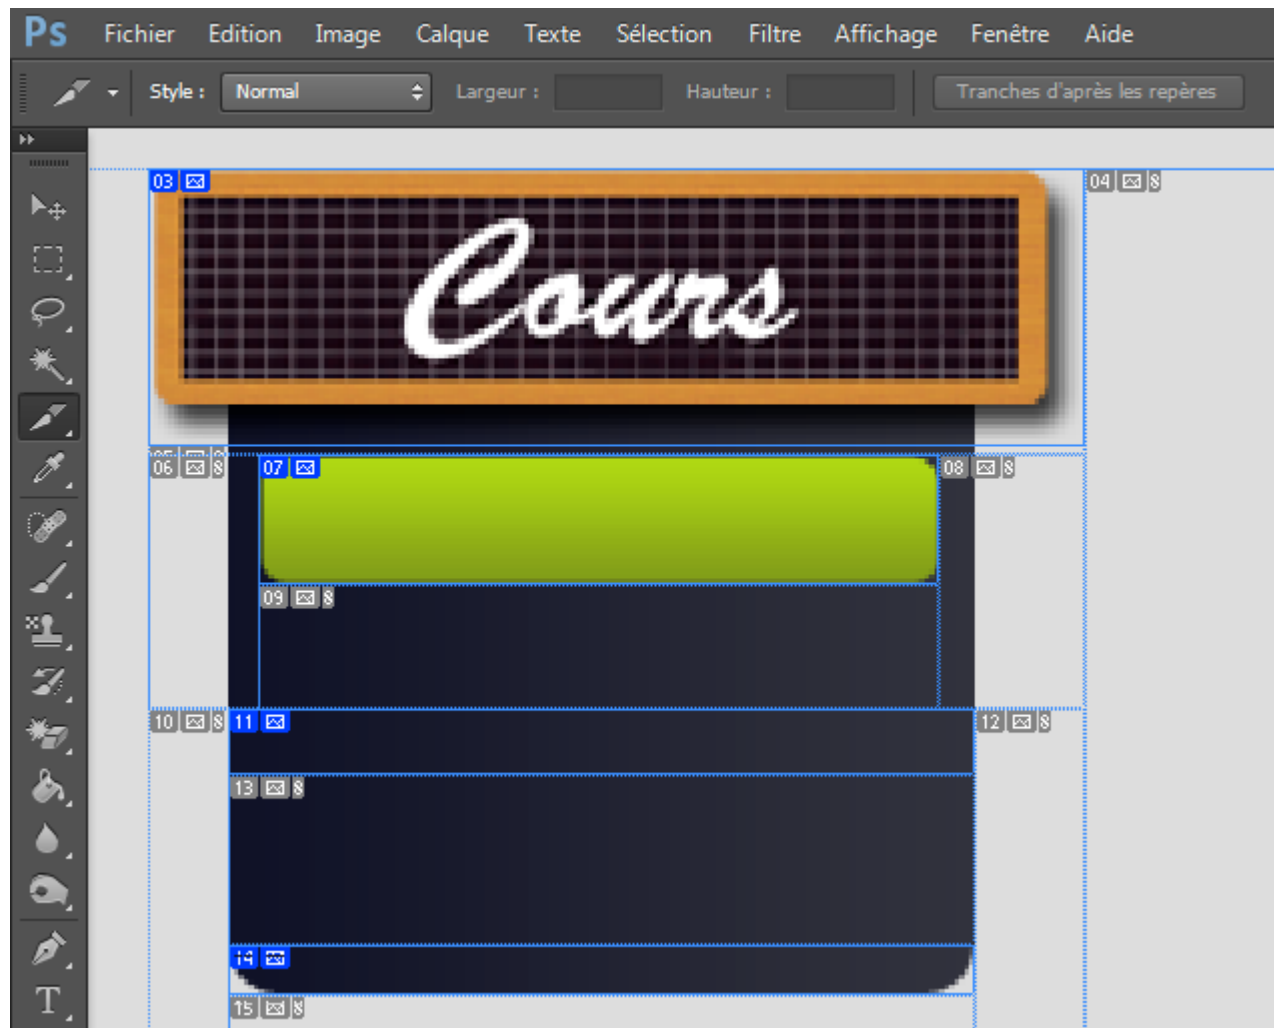 Ps Fichier Edition Image Calque Texte Sélection Filtre Affichage Fenêtre Aide
Style : Normal Largeur : Hauteur : Tranches d'après les repères
03 04
Cours
06 07 08
09
10 11 12
13
14
15
T